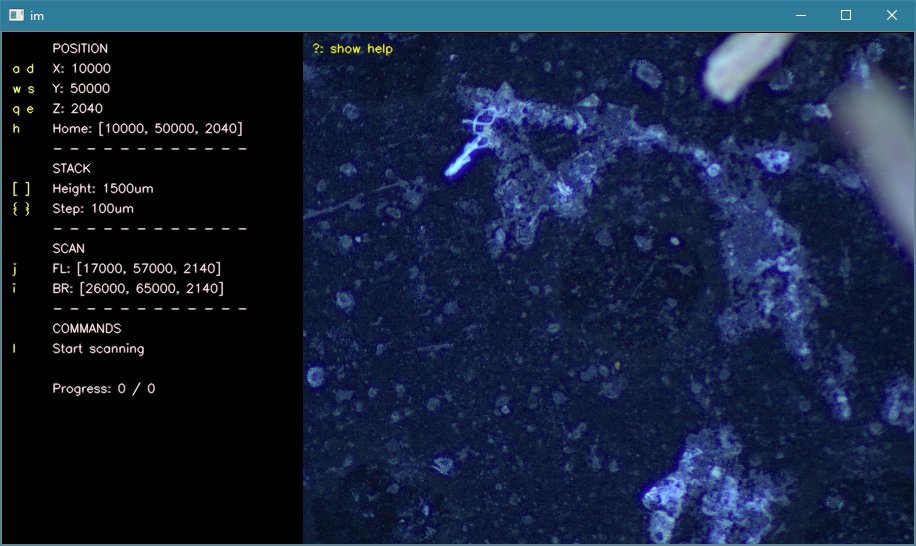 im
?: show help
POSITION
a d X: 10000
w s Y: 50000
q e Z: 2040
h Home: [10000, 50000, 2040]
- - - - - - - - - - - -
STACK
[ ] Height: 1500um
{ } Step: 100um
- - - - - - - - - - - -
SCAN
j FL: [17000, 57000, 2140]
i BR: [26000, 65000, 2140]
- - - - - - - - - - - -
COMMANDS
l Start scanning
Progress: 0 / 0